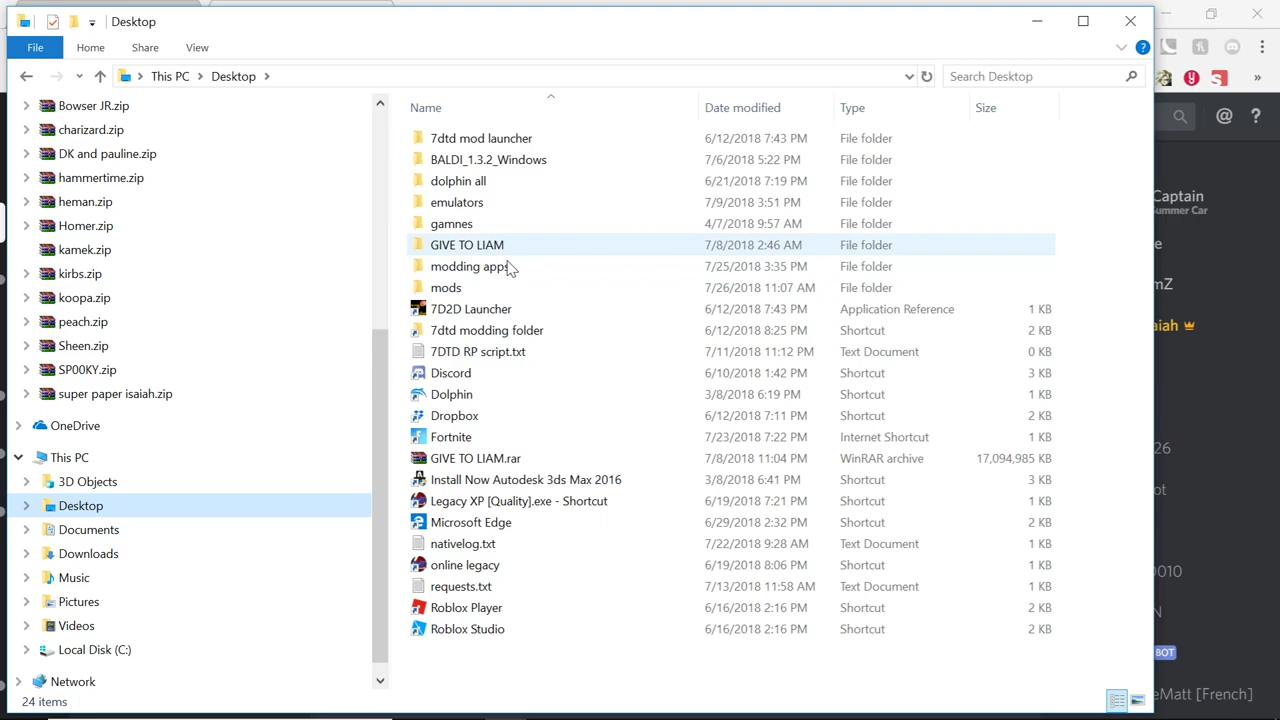 Desktop
File Home Share View
This PC Desktop Search Desktop
Name Date modified Type Size
Bowser JR.zip
charizard.zip
DK and pauline.zip
hammertime.zip
heman.zip
Homer.zip
kamek.zip
kirbs.zip
koopa.zip
peach.zip
Sheen.zip
SP00KY.zip
super paper isaiah.zip
OneDrive
This PC
3D Objects
Desktop
Documents
Downloads
Music
Pictures
Videos
Local Disk (C:)
Network
24 items
7dtd mod launcher 6/12/2018 7:43 PM File folder
BALDI_1.3.2_Windows 7/6/2018 5:22 PM File folder
dolphin all 6/21/2018 7:19 PM File folder
emulators 7/9/2018 3:51 PM File folder
gamnes 4/7/2018 9:57 AM File folder
GIVE TO LIAM 7/8/2018 2:46 AM File folder
modding apps 7/25/2018 3:35 PM File folder
mods 7/26/2018 11:07 AM File folder
7D2D Launcher 6/12/2018 7:43 PM Application Reference 1 KB
7dtd modding folder 6/12/2018 8:25 PM Shortcut 2 KB
7DTD RP script.txt 7/11/2018 11:12 PM Text Document 0 KB
Discord 6/10/2018 1:42 PM Shortcut 3 KB
Dolphin 3/8/2018 6:19 PM Shortcut 2 KB
Dropbox 6/12/2018 7:11 PM Shortcut 2 KB
Fortnite 7/23/2018 7:22 PM Internet Shortcut 1 KB
GIVE TO LIAM.rar 7/8/2018 11:04 PM WinRAR archive 17,094,985 KB
Install Now Autodesk 3ds Max 2016 3/8/2018 6:41 PM Shortcut 3 KB
Legacy XP [Quality].exe - Shortcut 6/19/2018 7:21 PM Shortcut 1 KB
Microsoft Edge 6/29/2018 2:32 PM Shortcut 2 KB
nativelog.txt 7/22/2018 9:28 AM Text Document 1 KB
online legacy 6/19/2018 8:06 PM Shortcut 1 KB
requests.txt 7/13/2018 11:58 AM Text Document 1 KB
Roblox Player 6/16/2018 2:16 PM Shortcut 2 KB
Roblox Studio 6/16/2018 2:16 PM Shortcut 2 KB
Captain
ummer Car
e
mZ
aiah
26
ot
0010
N
BOT
eMatt [French]